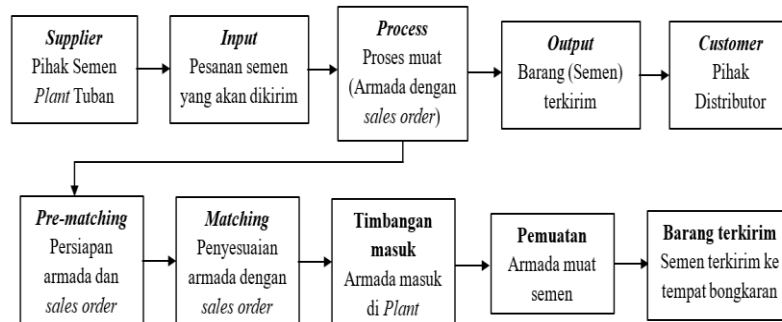 Supplier
Pihak Semen
Plant Tuban
Input
Pesanan semen
yang akan dikirim
Process
Proses muat
(Armada dengan
sales order)
Output
Barang (Semen)
terkirim
Customer
Pihak
Distributor
Pre-matching
Persiapan
armada dan
sales order
Matching
Penyesuaian
armada dengan
sales order
Timbangan
masuk
Armada masuk
di Plant
Pemuatan
Armada muat
semen
Barang terkirim
Semen terkirim ke
tempat bongkaran